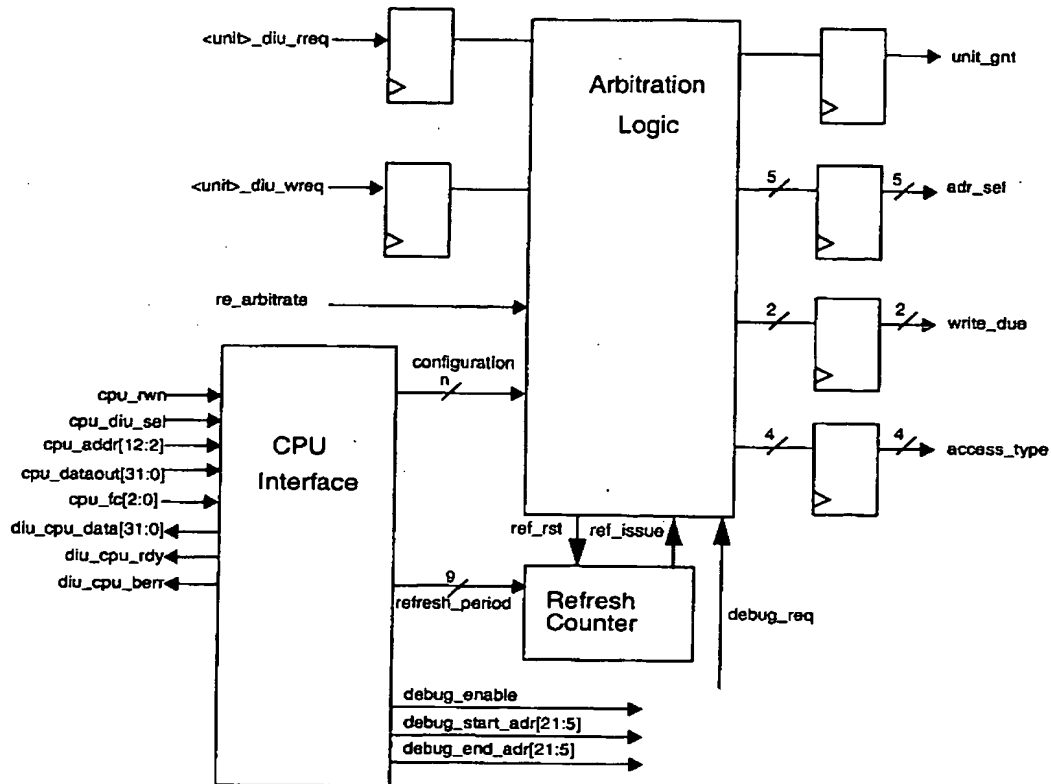 <unit>_diu_rreq
Arbitration
Logic
unit_gnt
<unit>_diu_wreq
5
5
adr_sel
re_arbitrate
2
2
write_due
configuration
n
cpu_rwn
cpu_diu_sel
cpu_addr[12:2]
cpu_dataout[31:0]
cpu_fc[2:0]
diu_cpu_data[31:0]
diu_cpu_rdy
diu_cpu_berr
CPU
Interface
4
4
access_type
ref_rst
ref_issue
9
refresh_period
Refresh
Counter
debug_req
debug_enable
debug_start_adr[21:5]
debug_end_adr[21:5]